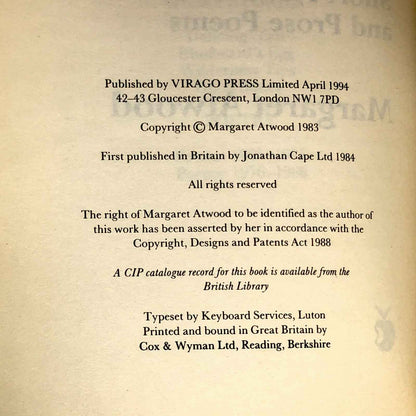 Published by VIRAGO PRESS Limited April 1994
42–43 Gloucester Crescent, London NW1 7PD
Copyright © Margaret Atwood 1983
First published in Britain by Jonathan Cape Ltd 1984
All rights reserved
The right of Margaret Atwood to be identified as the author of
this work has been asserted by her in accordance with the
Copyright, Designs and Patents Act 1988
A CIP catalogue record for this book is available from the
British Library
Typeset by Keyboard Services, Luton
Printed and bound in Great Britain by
Cox & Wyman Ltd, Reading, Berkshire